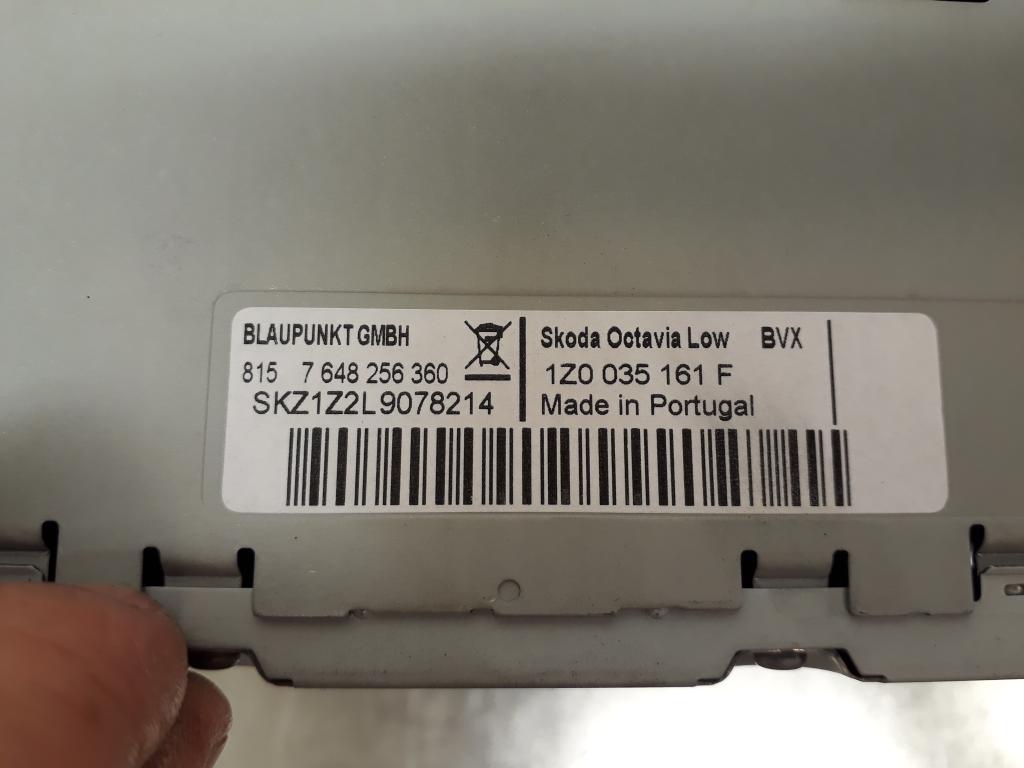 BLAUPUNKT GMBH
815 7 648 256 360
SKZ1Z2L9078214
Skoda Octavia Low BVX
1Z0 035 161 F
Made in Portugal